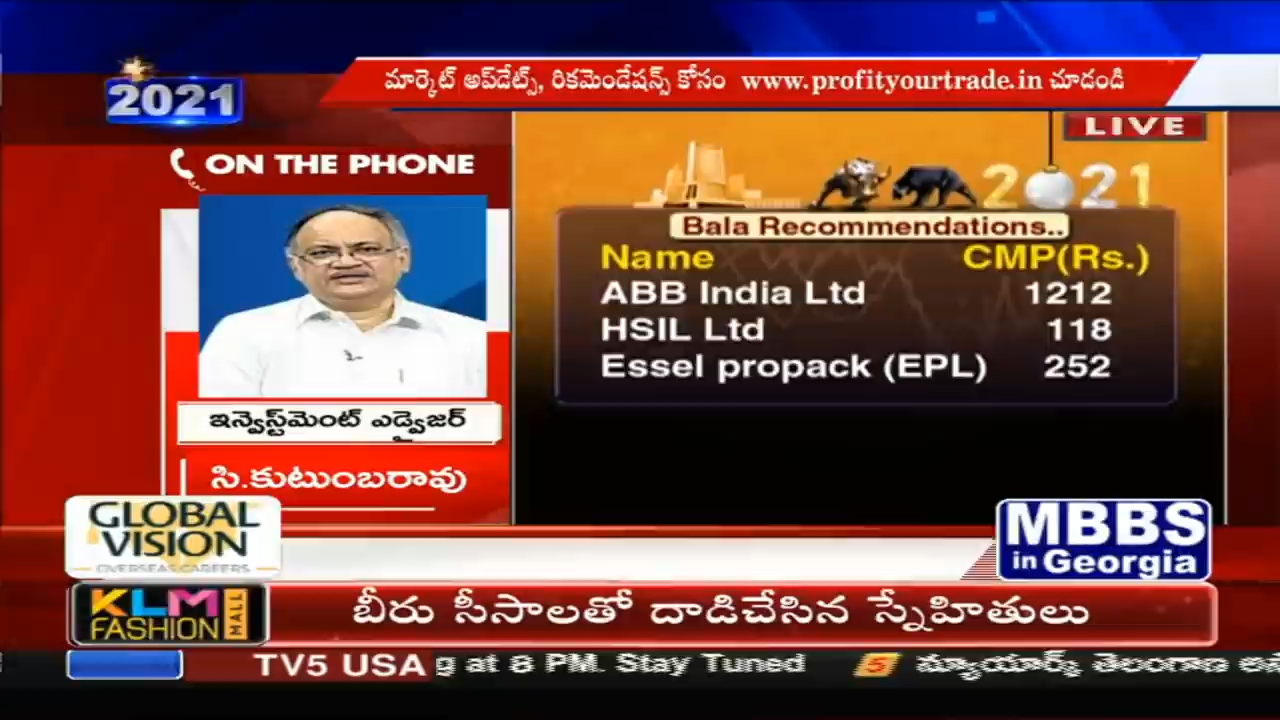 మార్కెట్ అప్‌డేట్స్, రికమెండేషన్స్ కోసం www.profityourtrade.in చూడండి
2021
LIVE
ON THE PHONE
2021
Bala Recommendations..
Name CMP(Rs.)
ABB India Ltd 1212
HSIL Ltd 118
Essel propack (EPL) 252
ఇన్వెస్ట్‌మెంట్ ఎడ్వైజర్
సి.కుటుంబరావు
GLOBAL
VISION
OVERSEAS CAREERS
MBBS
in Georgia
KLM
FASHION
MALL
బీరు సీసాలతో దాడిచేసిన స్నేహితులు
TV5 USA at 8 PM. Stay Tuned 5 న్యూయార్క్ తెలంగాణ